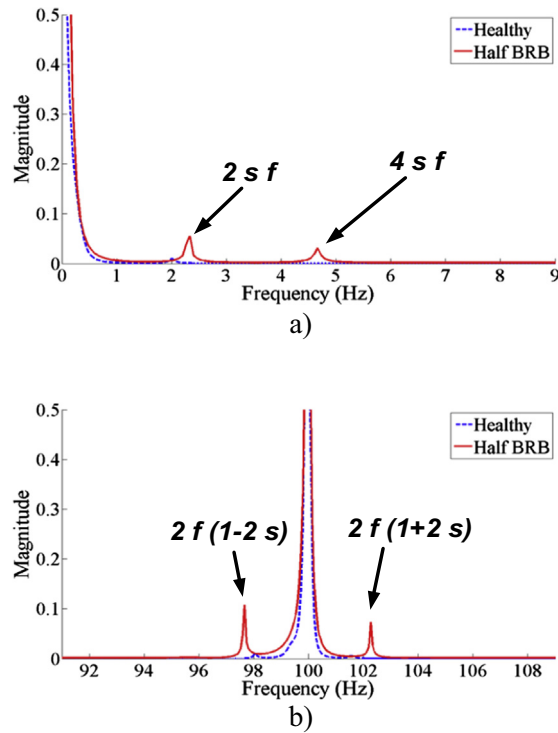 0.5
0.4
0.3
0.2
0.1
0
Magnitude
Healthy
Half BRB
2 s f
4 s f
0 1 2 3 4 5 6 7 8 9
Frequency (Hz)
a)
0.5
0.4
0.3
0.2
0.1
0
Magnitude
Healthy
Half BRB
2 f (1-2 s)
2 f (1+2 s)
92 94 96 98 100 102 104 106 108
Frequency (Hz)
b)